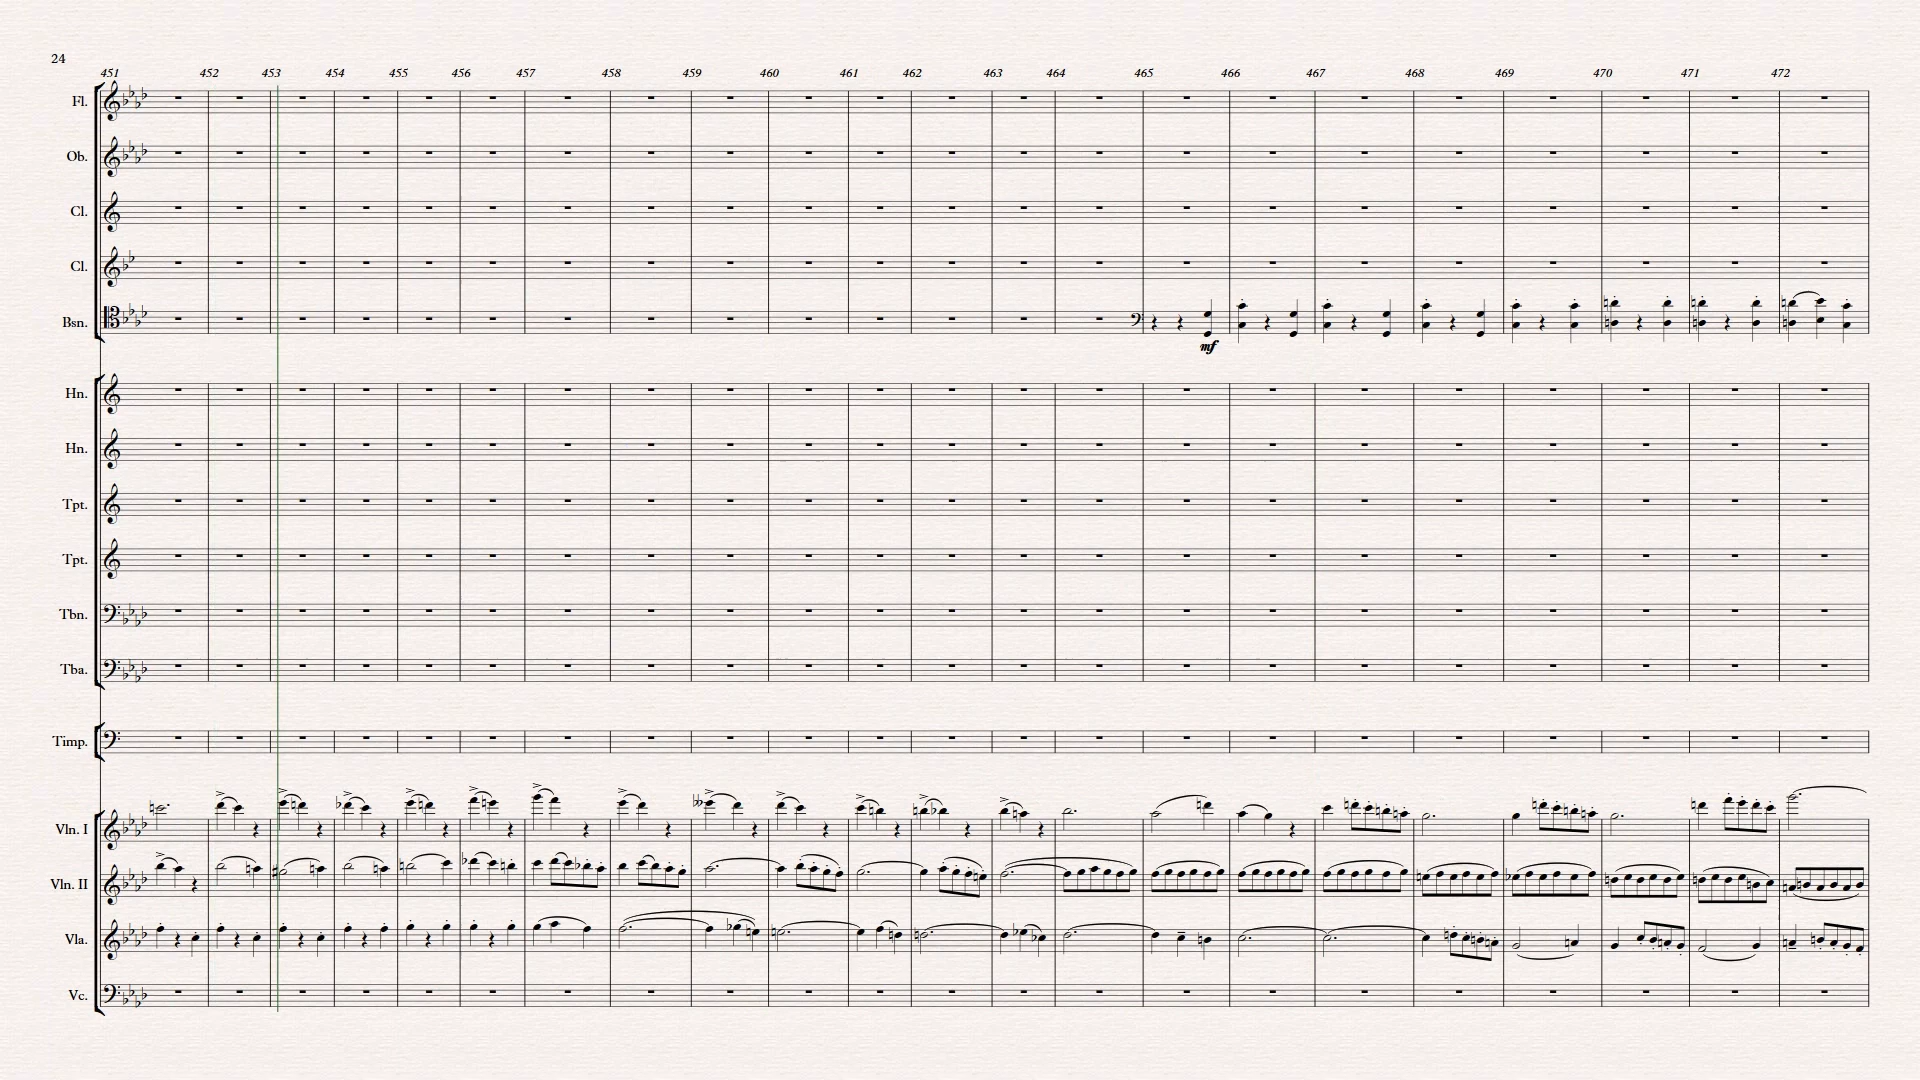 24
451 452 453 454 455 456 457 458 459 460 461 462 463 464 465 466 467 468 469 470 471 472
Fl.
Ob.
Cl.
Cl.
Bsn.
mf
Hn.
Hn.
Tpt.
Tpt.
Tbn.
Tba.
Timp.
Vln. I
Vln. II
Vla.
Vc.